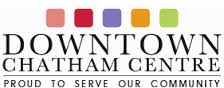 DOWNTOWN
CHATHAM CENTRE
PROUD TO SERVE OUR COMMUNITY